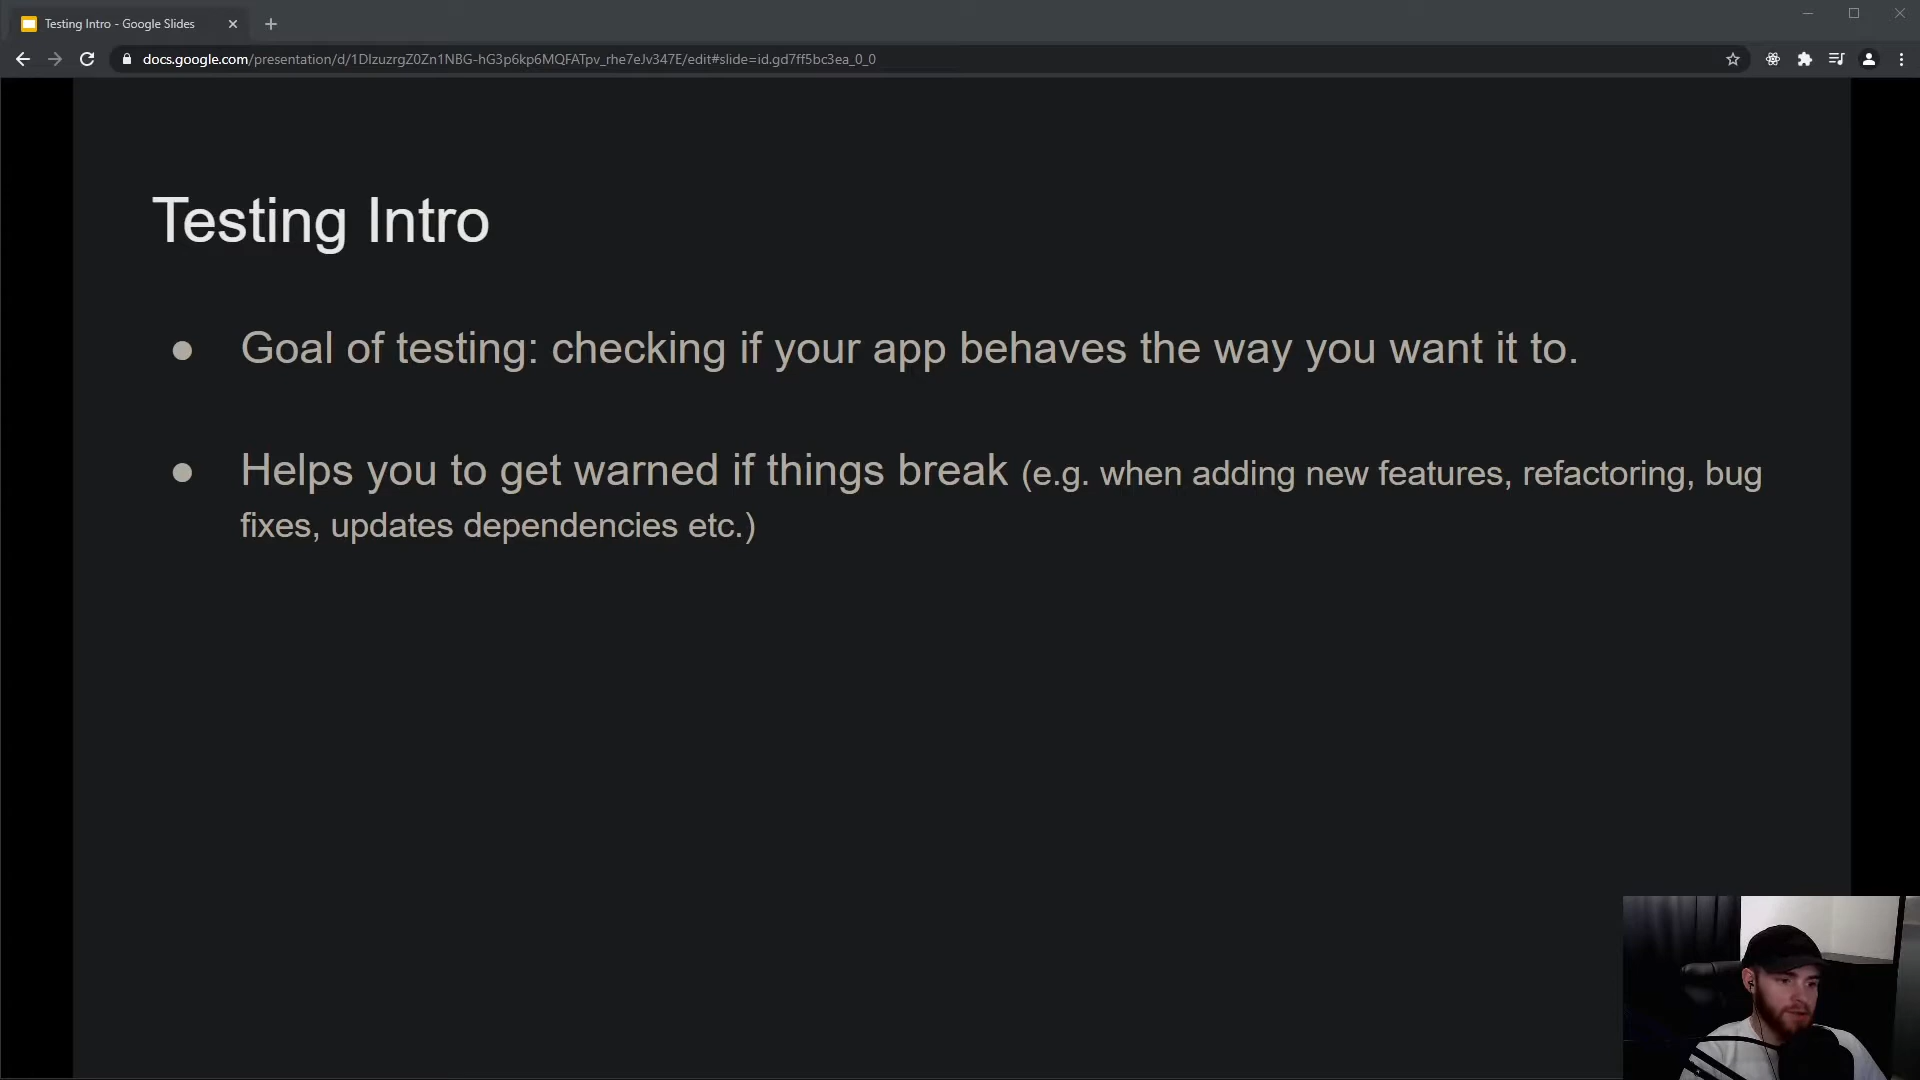 Testing Intro - Google Slides
docs.google.com/presentation/d/1DlzuzrgZ0Zn1NBG-hG3p6kp6MQFATpv_rhe7eJv347E/edit#slide=id.gd7ff5bc3ea_0_0
Testing Intro
● Goal of testing: checking if your app behaves the way you want it to.
● Helps you to get warned if things break (e.g. when adding new features, refactoring, bug
fixes, updates dependencies etc.)